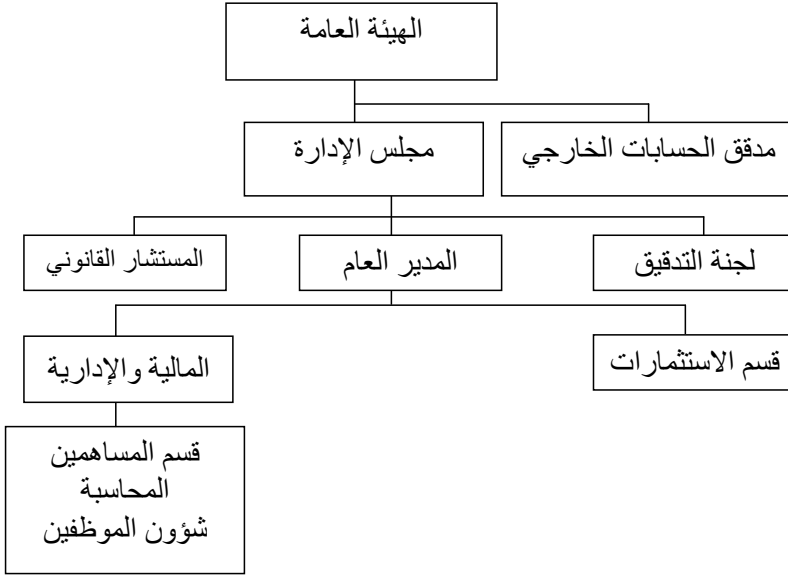 الهيئة العامة
مدقق الحسابات الخارجي
مجلس الإدارة
لجنة التدقيق
المدير العام
المستشار القانوني
قسم الاستثمارات
المالية والإدارية
قسم المساهمين
المحاسبة
شؤون الموظفين